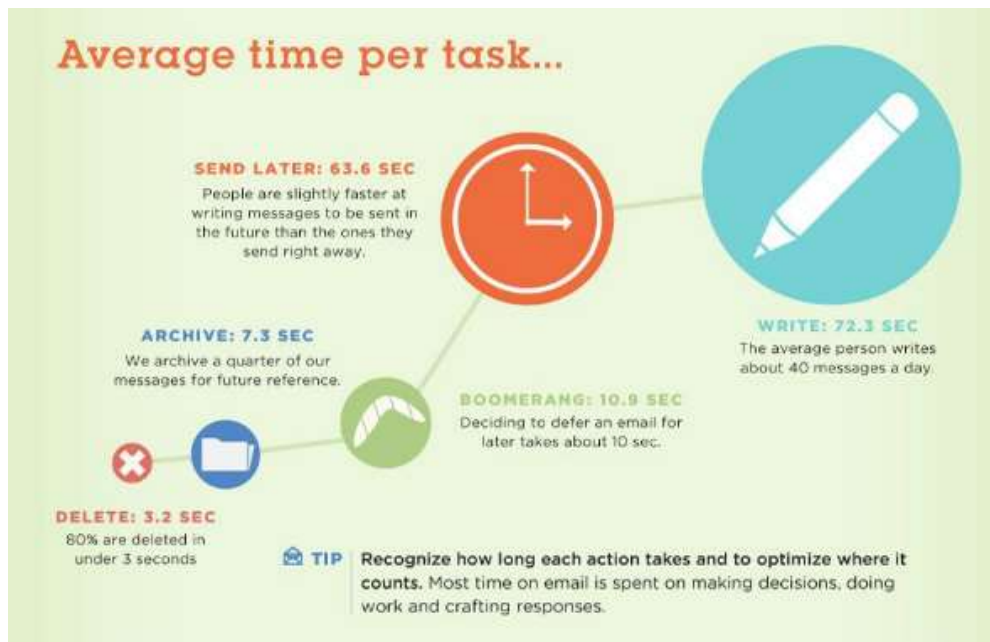 Average time per task...
SEND LATER: 63.6 SEC
People are slightly faster at
writing messages to be sent in
the future than the ones they
send right away.
WRITE: 72.3 SEC
The average person writes
about 40 messages a day.
ARCHIVE: 7.3 SEC
We archive a quarter of our
messages for future reference.
BOOMERANG: 10.9 SEC
Deciding to defer an email for
later takes about 10 sec.
DELETE: 3.2 SEC
80% are deleted in
under 3 seconds
TIP
Recognize how long each action takes and to optimize where it
counts. Most time on email is spent on making decisions, doing
work and crafting responses.